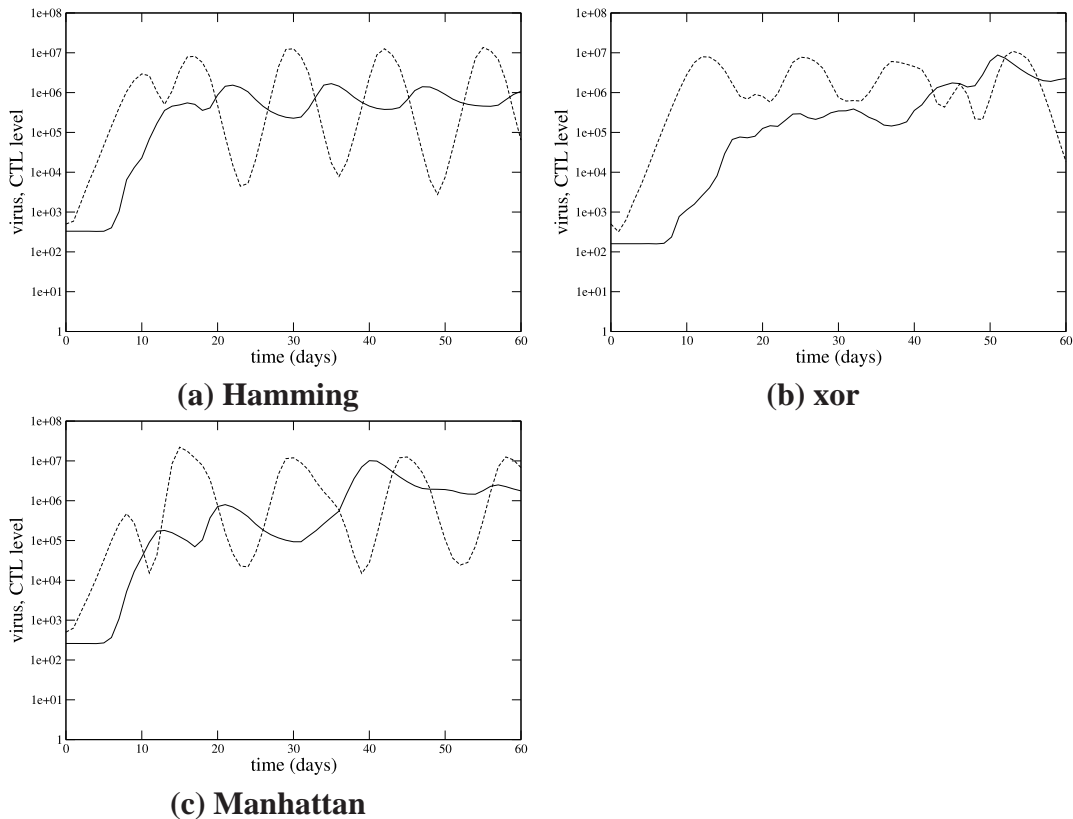 1e+08
1e+07
1e+06
1e+05
1e+04
1e+03
1e+02
1e+01
1
virus, CTL level
0 10 20 30 40 50 60
time (days)
(a) Hamming
1e+08
1e+07
1e+06
1e+05
1e+04
1e+03
1e+02
1e+01
1
virus, CTL level
0 10 20 30 40 50 60
time (days)
(b) xor
1e+08
1e+07
1e+06
1e+05
1e+04
1e+03
1e+02
1e+01
1
virus, CTL level
0 10 20 30 40 50 60
time (days)
(c) Manhattan